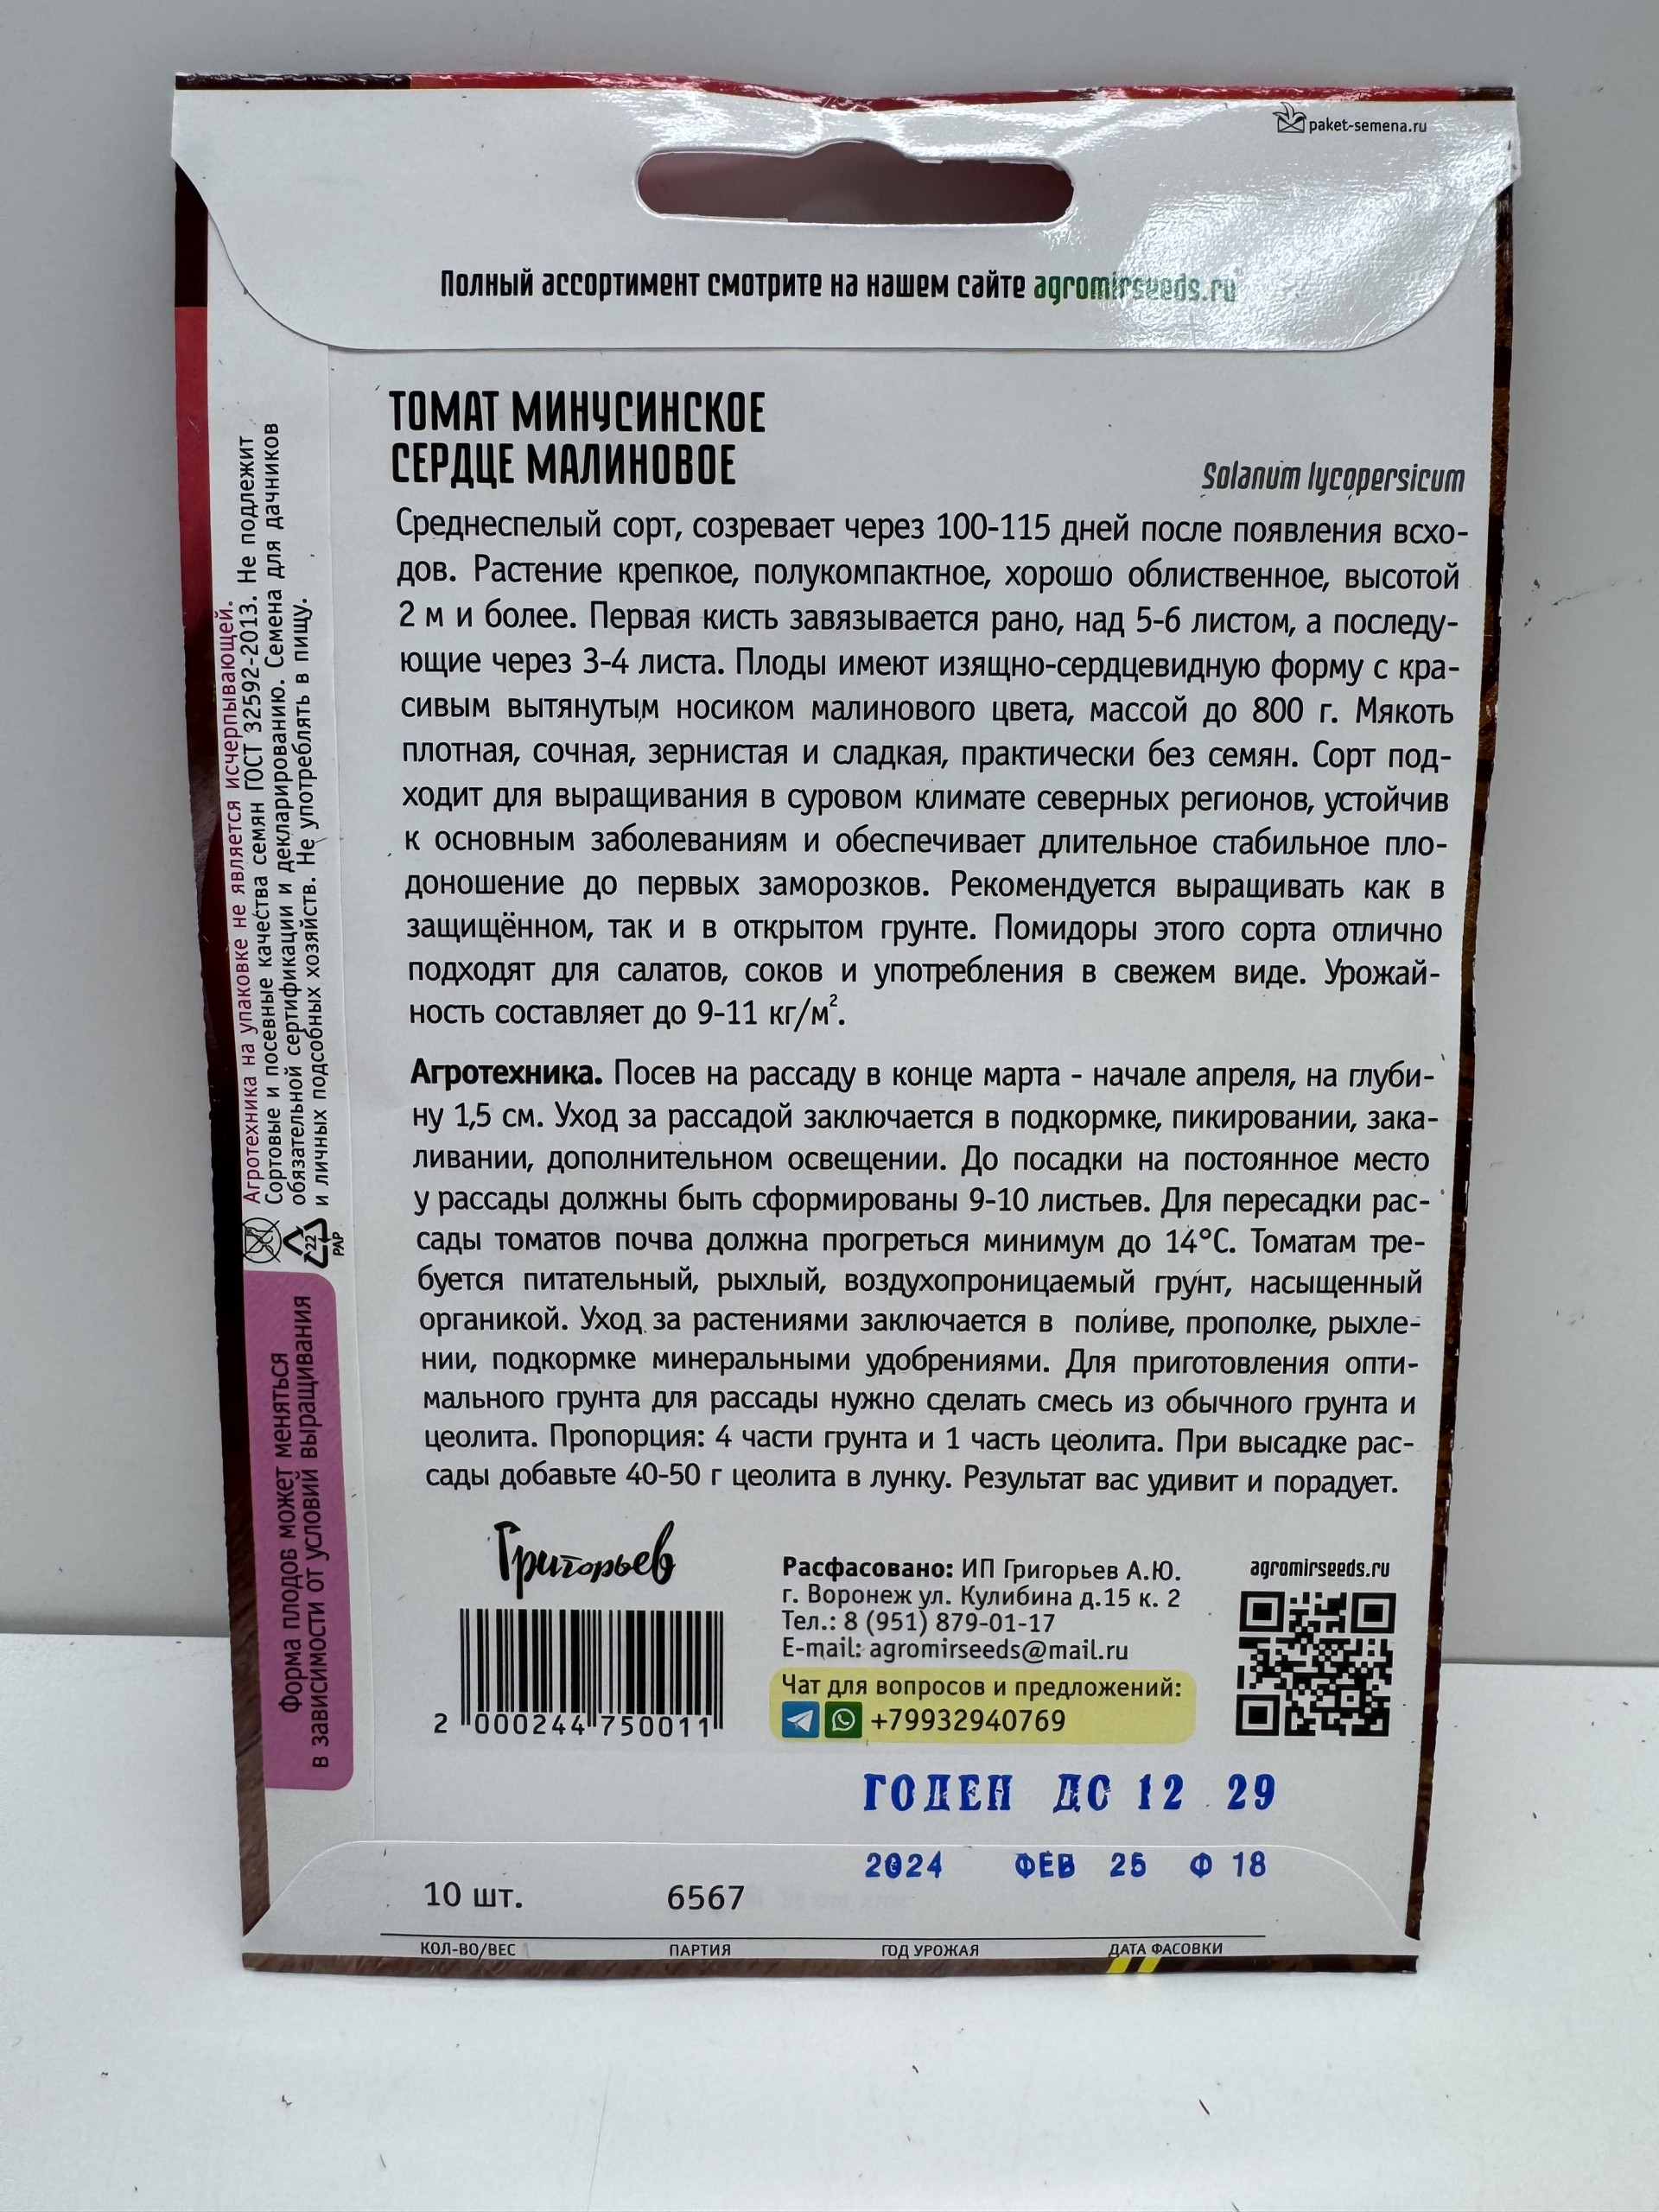 paket-semena.ru
Полный ассортимент смотрите на нашем сайте agromirseeds.ru
ТОМАТ МИНУСИНСКОЕ
СЕРДЦЕ МАЛИНОВОЕ
Solanum lycopersicum
Среднеспелый сорт, созревает через 100-115 дней после появления всхо-
дов. Растение крепкое, полукомпактное, хорошо облиственное, высотой
2 м и более. Первая кисть завязывается рано, над 5-6 листом, а последу-
ющие через 3-4 листа. Плоды имеют изящно-сердцевидную форму с кра-
сивым вытянутым носиком малинового цвета, массой до 800 г. Мякоть
плотная, сочная, зернистая и сладкая, практически без семян. Сорт под-
ходит для выращивания в суровом климате северных регионов, устойчив
к основным заболеваниям и обеспечивает длительное стабильное пло-
доношение до первых заморозков. Рекомендуется выращивать как в
защищённом, так и в открытом грунте. Помидоры этого сорта отлично
подходят для салатов, соков и употребления в свежем виде. Урожай-
ность составляет до 9-11 кг/м².
Агротехника. Посев на рассаду в конце марта - начале апреля, на глуби-
ну 1,5 см. Уход за рассадой заключается в подкормке, пикировании, зака-
ливании, дополнительном освещении. До посадки на постоянное место
у рассады должны быть сформированы 9-10 листьев. Для пересадки рас-
сады томатов почва должна прогреться минимум до 14°С. Томатам тре-
буется питательный, рыхлый, воздухопроницаемый грунт, насыщенный
органикой. Уход за растениями заключается в поливе, прополке, рыхле-
нии, подкормке минеральными удобрениями. Для приготовления опти-
мального грунта для рассады нужно сделать смесь из обычного грунта и
цеолита. Пропорция: 4 части грунта и 1 часть цеолита. При высадке рас-
сады добавьте 40-50 г цеолита в лунку. Результат вас удивит и порадует.
Агротехника на упаковке не является исчерпывающей.
Сортовые и посевные качества семян ГОСТ 32592-2013. Не подлежит
обязательной сертификации и декларированию. Семена для дачников
и личных подсобных хозяйств. Не употреблять в пищу.
22
PAP
Форма плодов может меняться
в зависимости от условий выращивания
Григорьев
2 000244 750011
Расфасовано: ИП Григорьев А.Ю.
г. Воронеж ул. Кулибина д.15 к. 2
Тел.: 8 (951) 879-01-17
E-mail: agromirseeds@mail.ru
Чат для вопросов и предложений:
+79932940769
agromirseeds.ru
ГОДЕН ДО 12 29
2024 ФЕВ 25 Ф 18
10 шт. 6567
КОЛ-ВО/ВЕС ПАРТИЯ ГОД УРОЖАЯ ДАТА ФАСОВКИ